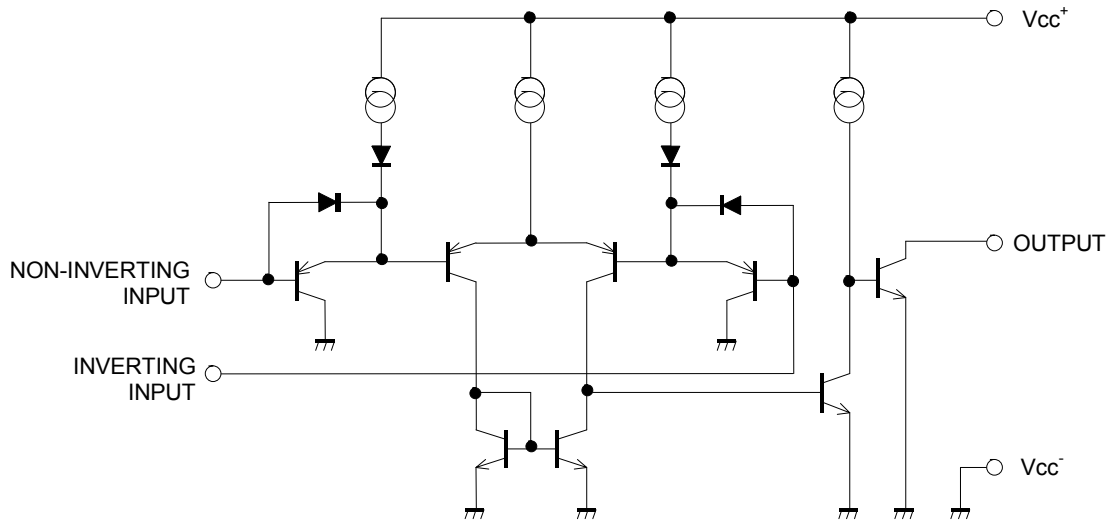 Vcc+
OUTPUT
NON-INVERTING
INPUT
INVERTING
INPUT
Vcc-